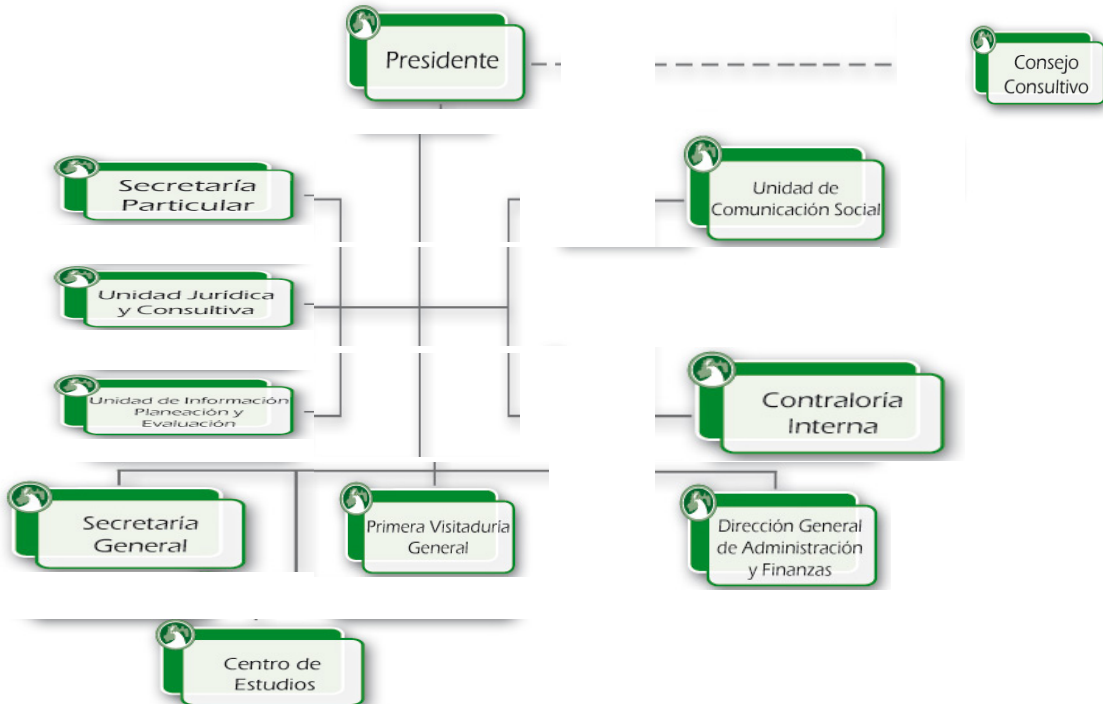 Presidente
Consejo
Consultivo
Secretaría
Particular
Unidad de
Comunicación Social
Unidad Jurídica
y Consultiva
Unidad de Información
Planeación y
Evaluación
Contraloría
Interna
Secretaría
General
Primera Visitaduría
General
Dirección General
de Administración
y Finanzas
Centro de
Estudios